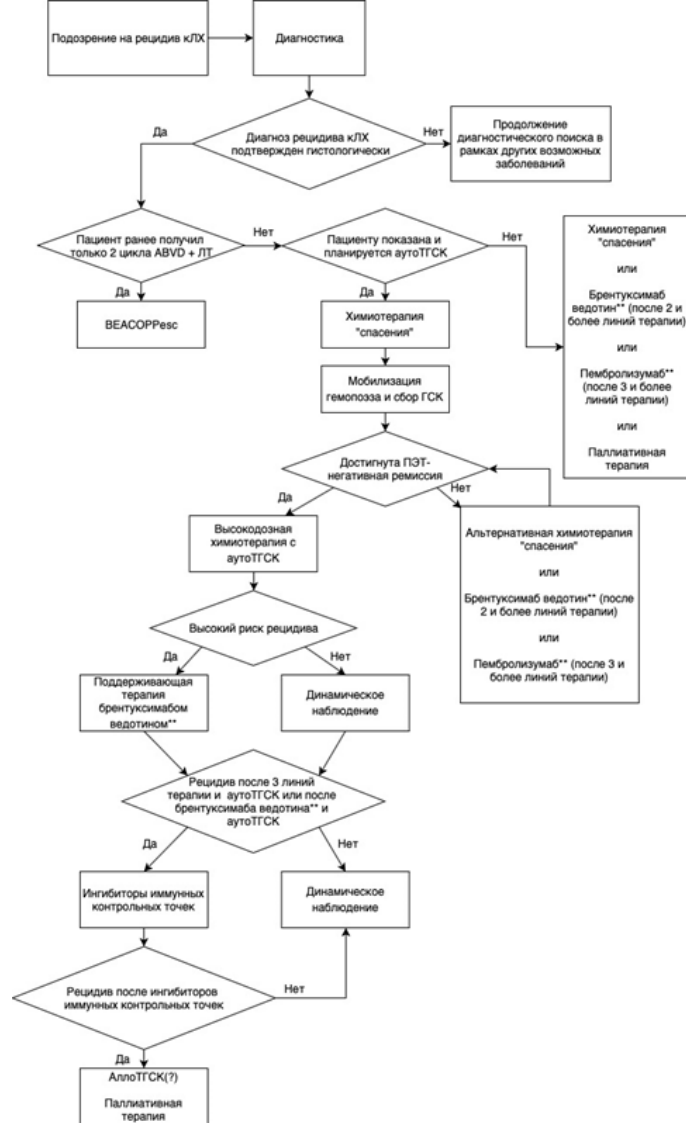 Подозрение на рецидив кЛХ
Диагностика
Диагноз рецидива кЛХ
подтвержден гистологически
Да
Нет
Продолжение
диагностического поиска в
рамках других возможных
заболеваний
Пациент ранее получил
только 2 цикла ABVD + ЛТ
Нет
Да
BEACOPPesc
Пациенту показана и
планируется аутоТГСК
Нет
Да
Химиотерапия
"спасения"
или
Брентуксимаб
ведотин** (после 2 и
более линий терапии)
или
Пембролизумаб**
(после 3 и более
линий терапии)
или
Паллиативная
терапия
Химиотерапия
"спасения"
Мобилизация
гемопоэза и сбор ГСК
Достигнута ПЭТ-
негативная ремиссия
Да
Нет
Альтернативная химиотерапия
"спасения"
или
Брентуксимаб ведотин** (после
2 и более линий терапии)
или
Пембролизумаб** (после 3 и
более линий терапии)
Высокодозная
химиотерапия с
аутоТГСК
Высокий риск рецидива
Да
Нет
Поддерживающая
терапия
брентуксимабом
ведотином**
Динамическое
наблюдение
Рецидив после 3 линий
терапии и аутоТГСК или после
брентуксимаба ведотина** и
аутоТГСК
Да
Нет
Ингибиторы иммунных
контрольных точек
Динамическое
наблюдение
Рецидив после ингибиторов
иммунных контрольных точек
Нет
Да
АллоТГСК(?)
Паллиативная
терапия